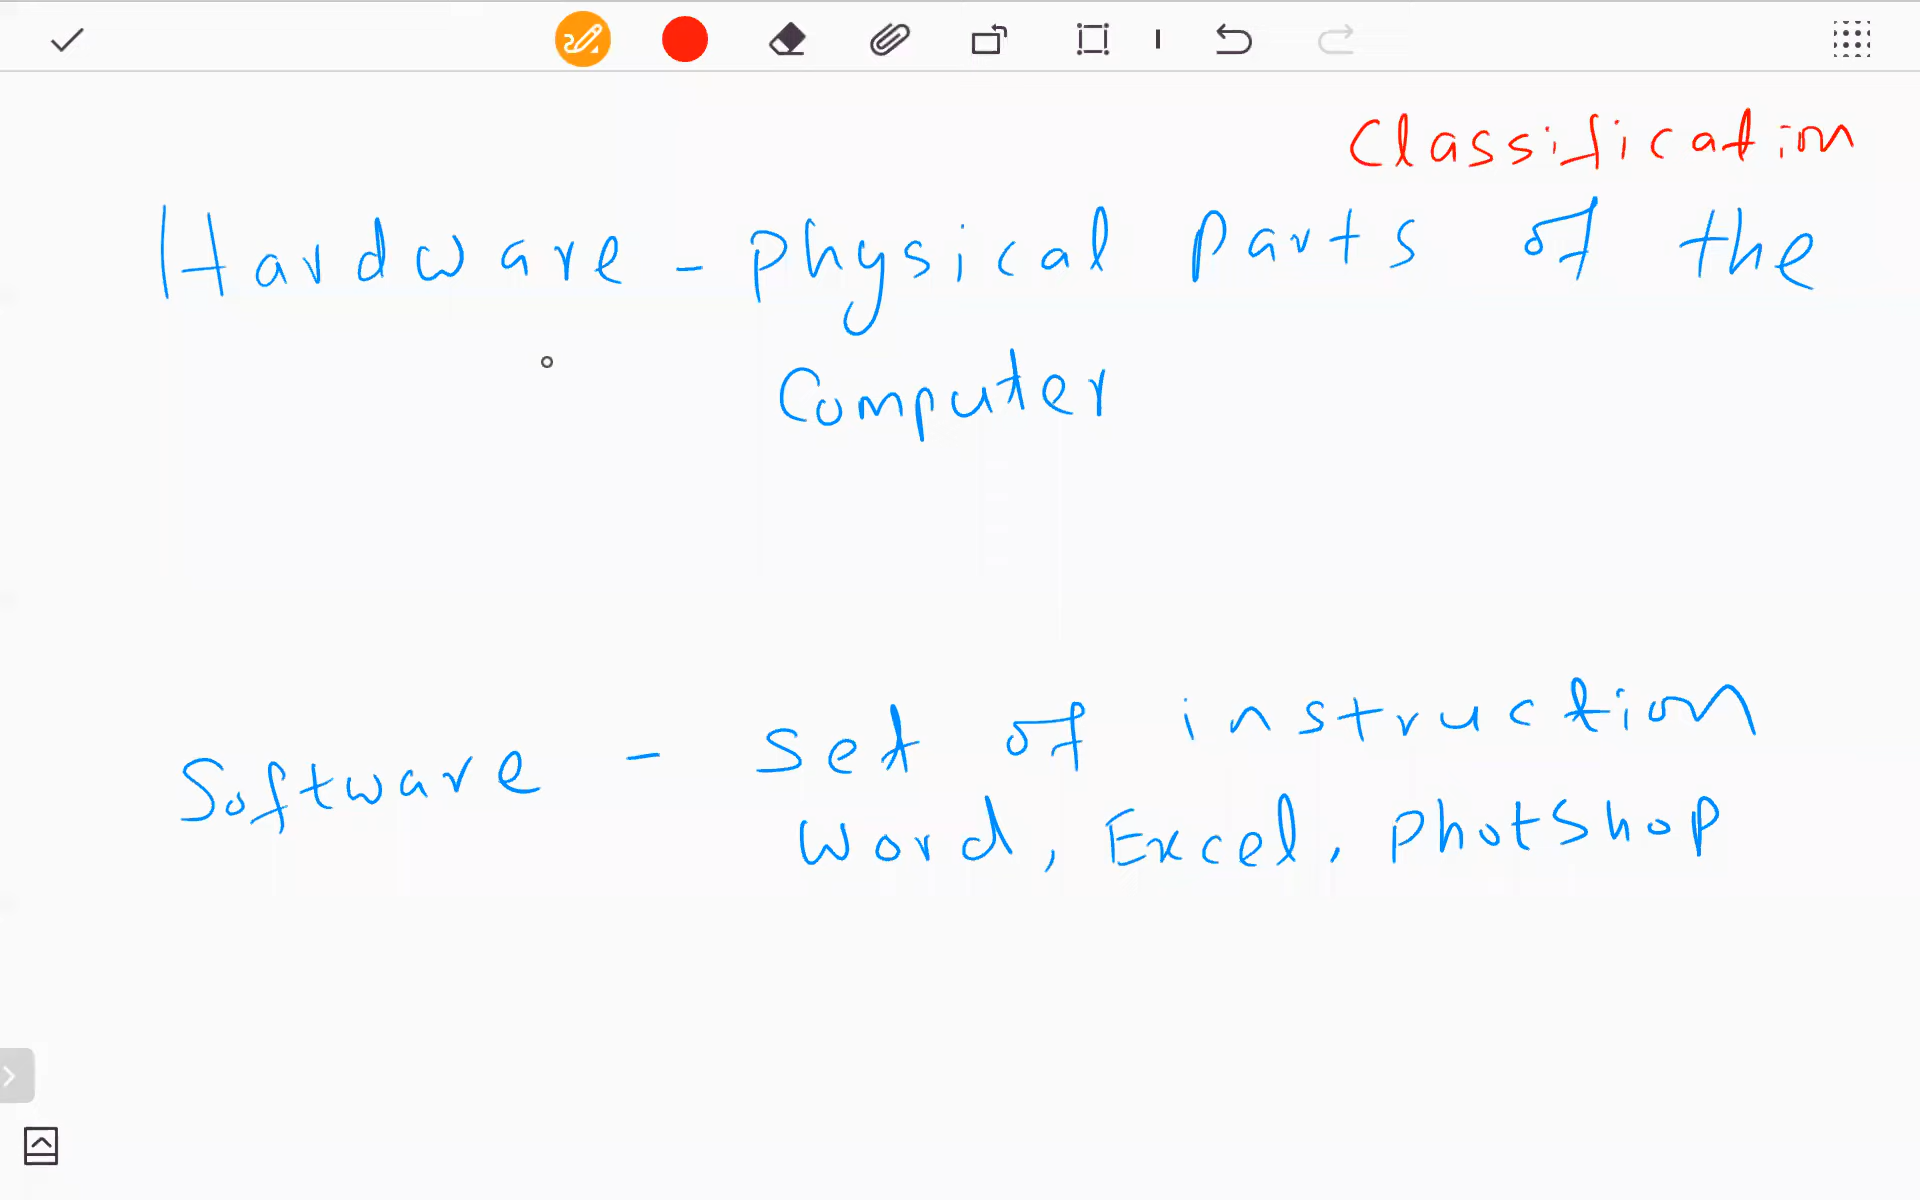 Classification
Hardware - physical parts of the
Computer
Software - set of instruction
Word, Excel, Photshop